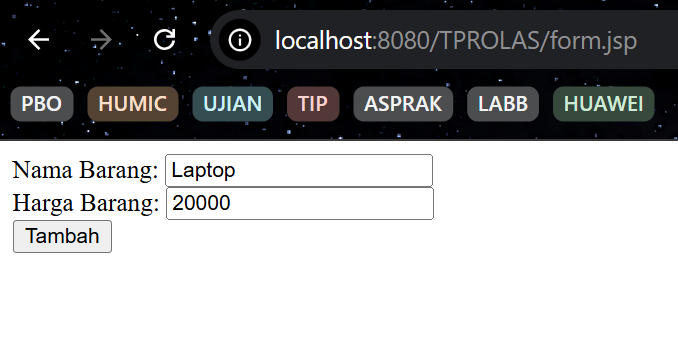 localhost:8080/TPROLAS/form.jsp
PBO HUMIC UJIAN TIP ASPRAK LABB HUAWEI
Nama Barang: Laptop
Harga Barang: 20000
Tambah